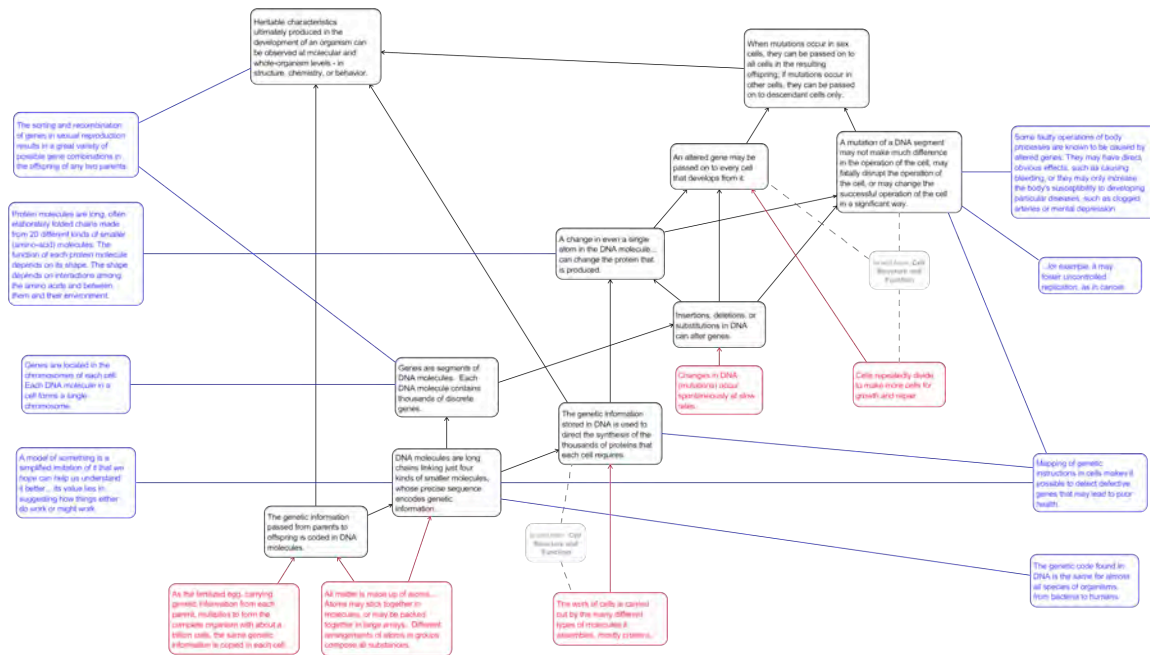 Heritable characteristics
ultimately produced in the
development of an organism can
be observed at molecular and
whole-organism levels - in
structure, chemistry, or behavior.
When mutations occur in sex
cells, they can be passed on to
all cells in the resulting
offspring; if mutations occur in
other cells, they can be passed
on to descendant cells only.
The sorting and recombination
of genes in sexual reproduction
results in a great variety of
possible gene combinations in
the offspring of any two parents.
An altered gene may be
passed on to every cell
that develops from it.
A mutation of a DNA segment
may not make much difference
in the operation of the cell, may
fatally disrupt the operation of
the cell, or may change the
successful operation of the cell
in a significant way.
Some faulty operations of body
processes are known to be caused by
altered genes. They may have direct,
obvious effects, such as causing
bleeding, or they may only increase
the body's susceptibility to developing
particular diseases, such as clogged
arteries or mental depression
Protein molecules are long, often
elaborately folded chains made
from 20 different kinds of smaller
(amino-acid) molecules. The
function of each protein molecule
depends on its shape. The shape
depends on interactions among
the amino acids and between
them and their environment.
A change in even a single
atom in the DNA molecule...
can change the protein that
is produced.
Cell
Structure and
Functions
...for example, it may
foster uncontrolled
replication, as in cancer.
Insertions, deletions, or
substitutions in DNA
can alter genes.
Genes are located in the
chromosomes of each cell.
Each DNA molecule in a
cell forms a single
chromosome.
Genes are segments of
DNA molecules. Each
DNA molecule contains
thousands of discrete
genes.
Changes in DNA
(mutations) occur
spontaneously at slow
rates.
Cells repeatedly divide
to make more cells for
growth and repair
The genetic information
stored in DNA is used to
direct the synthesis of the
thousands of proteins that
each cell requires.
A model of something is a
simplified imitation of it that we
hope can help us understand
it better... its value lies in
suggesting how things either
do work or might work.
DNA molecules are long
chains linking just four
kinds of smaller molecules,
whose precise sequence
encodes genetic
information...
Mapping of genetic
instructions in cells makes it
possible to detect defective
genes that may lead to poor
health.
The genetic information
passed from parents to
offspring is coded in DNA
molecules.
Cell
Structure and
Functions
The genetic code found in
DNA is the same for almost
all species of organisms,
from bacteria to humans.
As the fertilized egg, carrying
genetic information from each
parent, multiplies to form the
complete organism with about a
trillion cells, the same genetic
information is copied in each cell.
All matter is made up of atoms...
Atoms may stick together in
molecules, or may be packed
together in large arrays. Different
arrangements of atoms in groups
compose all substances.
The work of cells is carried
out by the many different
types of molecules it
assembles, mostly proteins.